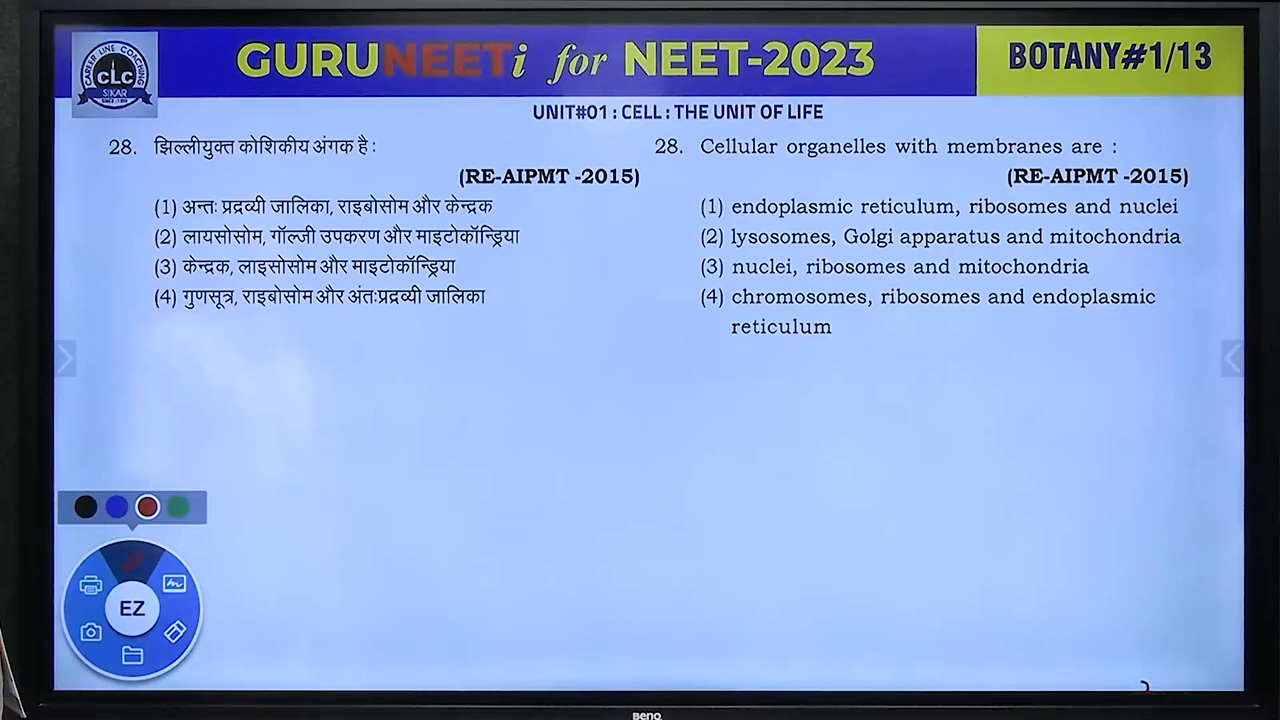 CAREER LINE COACHING
CLC
SIKAR
SINCE : 1996
GURUNEETi for NEET-2023
BOTANY#1/13
UNIT#01 : CELL : THE UNIT OF LIFE
28. झिल्लीयुक्त कोशिकीय अंगक है :
(RE-AIPMT -2015)
(1) अन्तः प्रद्रव्यी जालिका, राइबोसोम और केन्द्रक
(2) लायसोसोम, गॉल्जी उपकरण और माइटोकॉन्ड्रिया
(3) केन्द्रक, लाइसोसोम और माइटोकॉन्ड्रिया
(4) गुणसूत्र, राइबोसोम और अंतःप्रद्रव्यी जालिका
28. Cellular organelles with membranes are :
(RE-AIPMT -2015)
(1) endoplasmic reticulum, ribosomes and nuclei
(2) lysosomes, Golgi apparatus and mitochondria
(3) nuclei, ribosomes and mitochondria
(4) chromosomes, ribosomes and endoplasmic
reticulum
EZ
BenQ